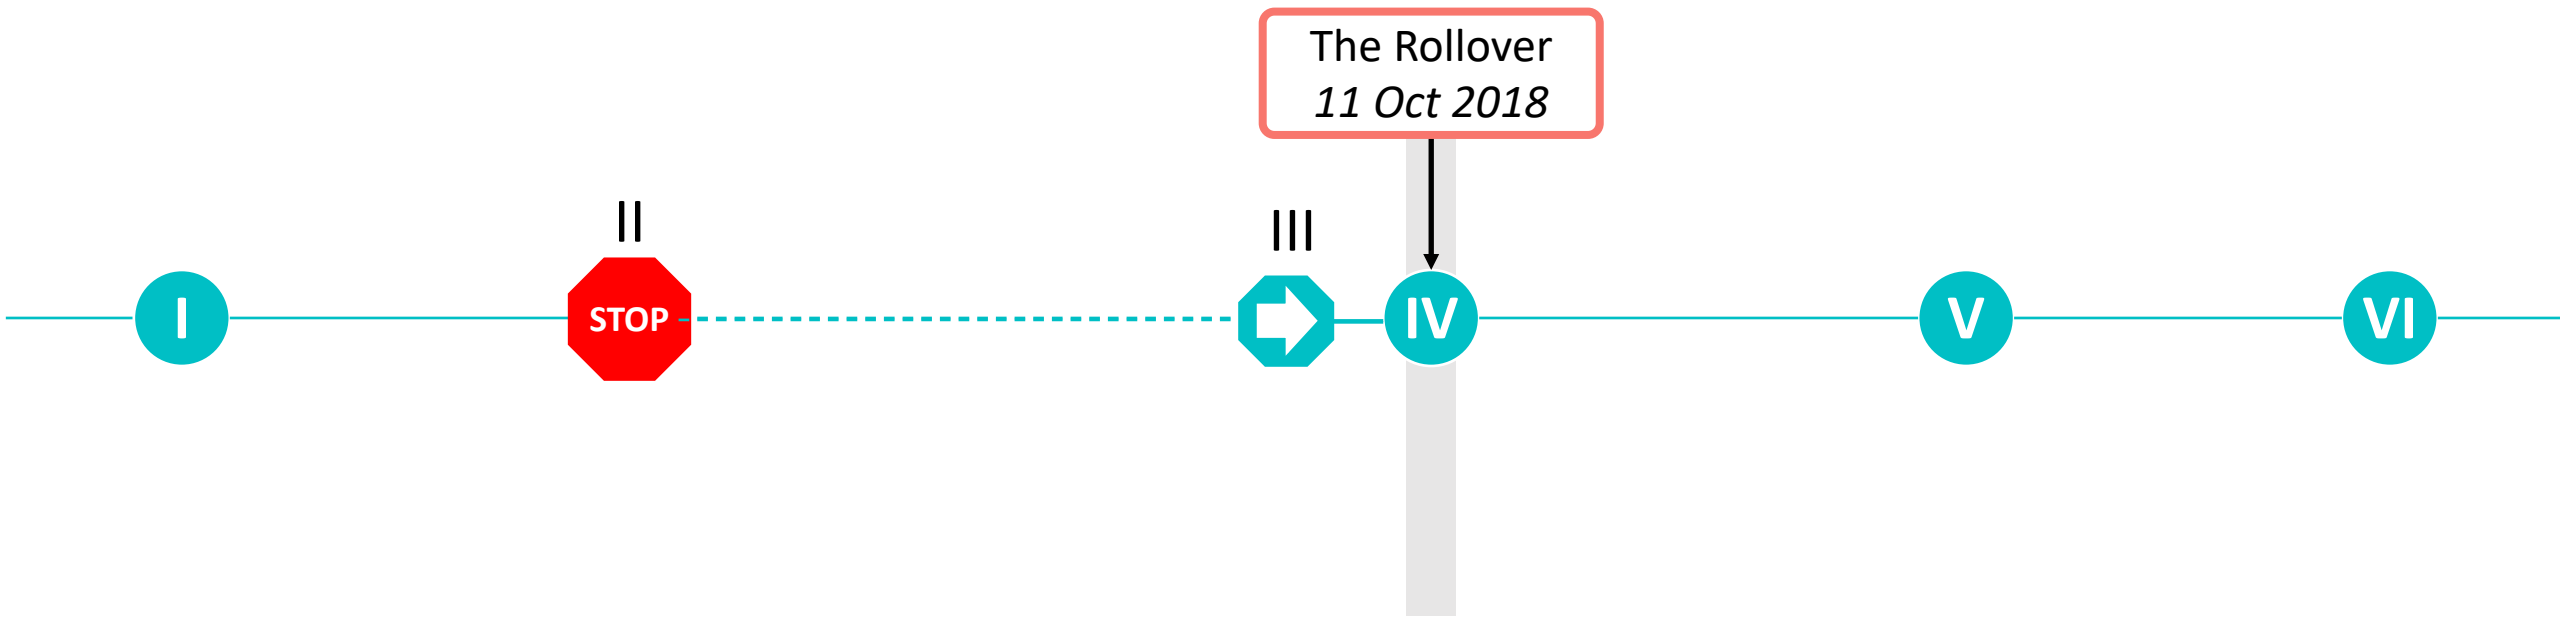 The Rollover
11 Oct 2018
II
III
I
STOP
IV
V
VI